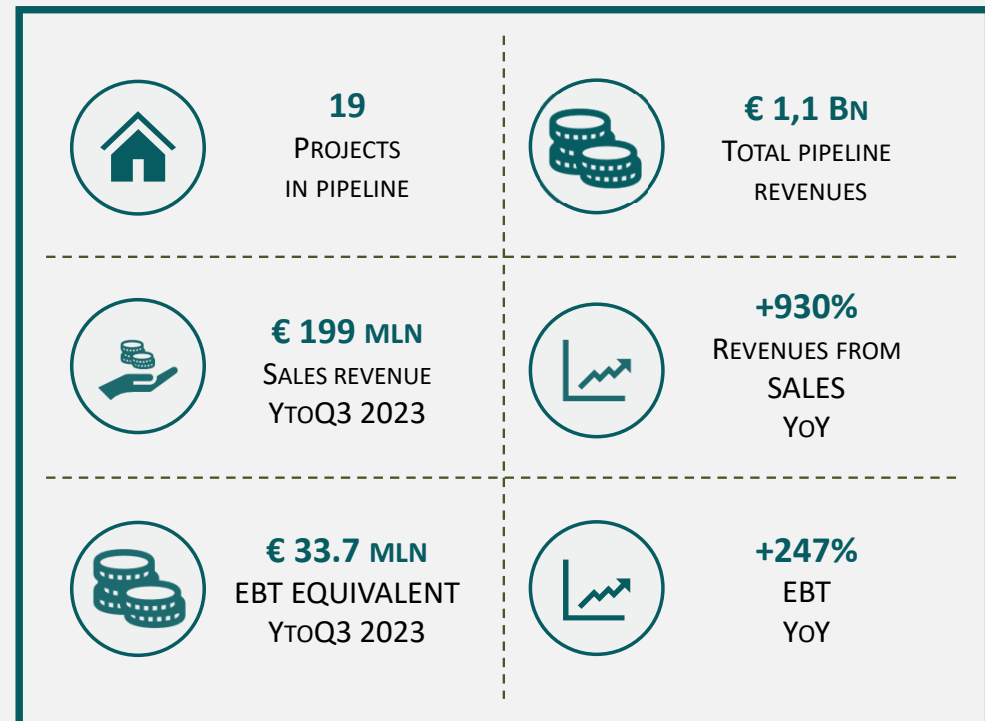 19
PROJECTS
IN PIPELINE
€ 1,1 BN
TOTAL PIPELINE
REVENUES
€ 199 MLN
SALES REVENUE
YTOQ3 2023
+930%
REVENUES FROM
SALES
YOY
€ 33.7 MLN
EBT EQUIVALENT
YTOQ3 2023
+247%
EBT
YOY